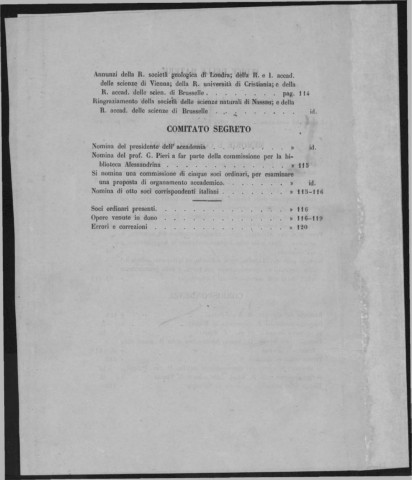 Annunzi della R. società geologica di Londra; della R. e I. accad.
delle scienze di Vienna; della R. università di Cristiania; e della
R. accad. delle scien. di Brusselle . . . . . . . . pag. 114
Ringraziamento della società delle scienze naturali di Nassau; e della
R. accad. delle scienze di Brusselle . . . . . . . . id.
COMITATO SEGRETO
Nomina del presidente dell' accademia . . . . . . . . » id.
Nomina del prof. C. Pieri a far parte della commissione per la bi-
blioteca Alessandrina . . . . . . . . . . . . » 115
Si nomina una commissione di cinque soci ordinari, per esaminare
una proposta di organamento accademico. . . . . . . » id.
Nomina di otto soci corrispondenti italiani . . . . . . » 115-116
Soci ordinari presenti. . . . . . . . . . . . . » 116
Opere venute in dono . . . . . . . . . . . . » 116-119
Errori e correzioni . . . . . . . . . . . . . » 120